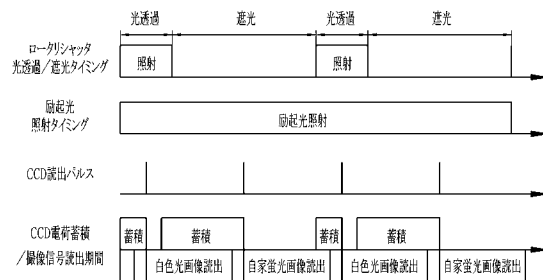 光透過 遮光 光透過 遮光
ロータリシャッタ
光透過/遮光タイミング
照射 照射
励起光
照射タイミング
励起光照射
CCD読出パルス
CCD電荷蓄積
/撮像信号読出期間
蓄積 蓄積 蓄積 蓄積
白色光画像読出 自家蛍光画像読出 白色光画像読出 自家蛍光画像読出